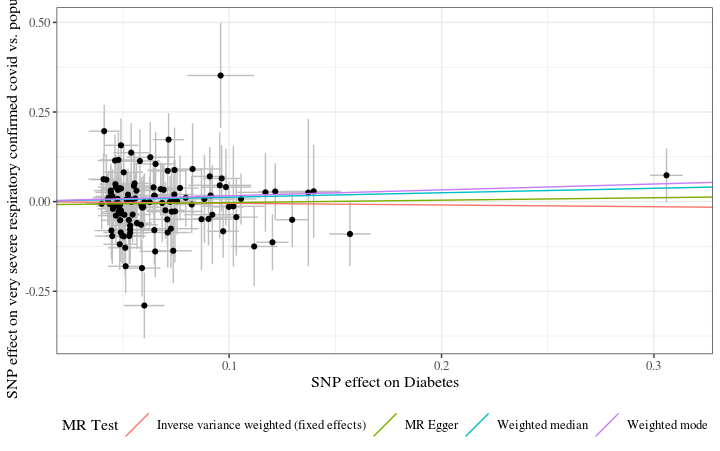 SNP effect on very severe respiratory confirmed covid vs.
0.50
0.25
0.00
-0.25
0.1
0.2
0.3
SNP effect on Diabetes
MR Test
Inverse variance weighted (fixed effects)
MR Egger
Weighted median
Weighted mode